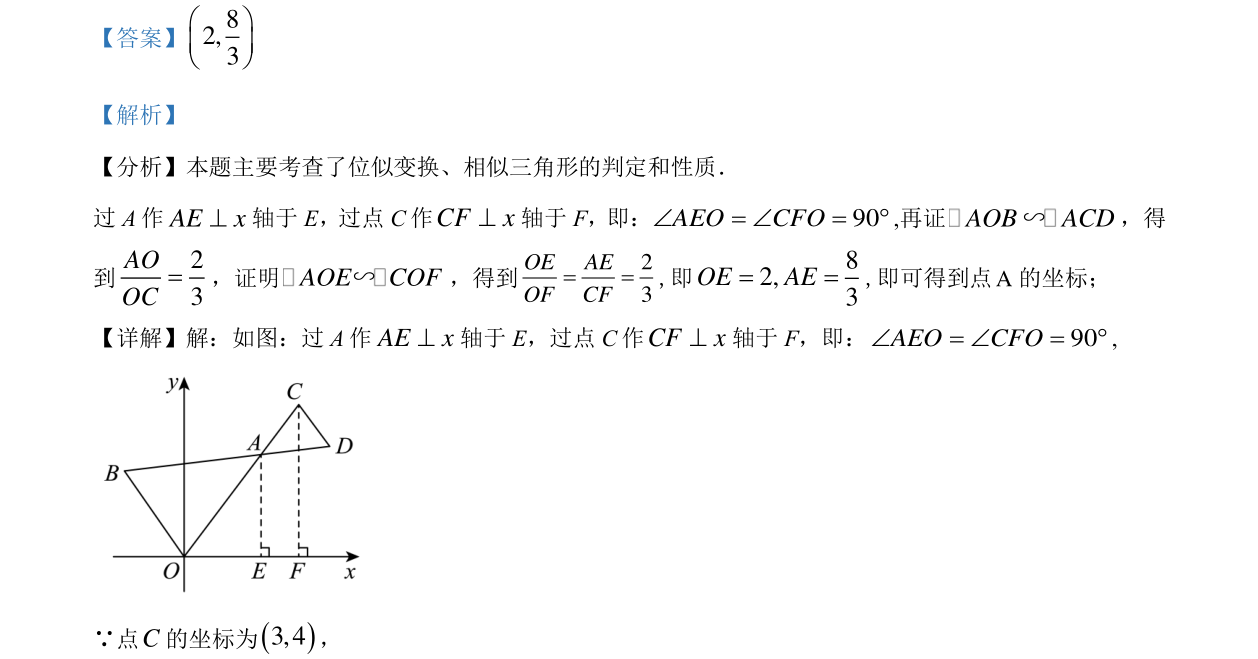 【答案】(2, 8/3)
【解析】
【分析】本题主要考查了位似变换、相似三角形的判定和性质.
过 A 作 AE ⊥ x 轴于 E，过点 C 作 CF ⊥ x 轴于 F，即：∠AEO = ∠CFO = 90°,再证□AOB∽□ACD，得
到 AO/OC = 2/3，证明□AOE∽□COF，得到 OE/OF = AE/CF = 2/3, 即 OE = 2, AE = 8/3, 即可得到点 A 的坐标；
【详解】解：如图：过 A 作 AE ⊥ x 轴于 E，过点 C 作 CF ⊥ x 轴于 F，即：∠AEO = ∠CFO = 90°,
y
C
A
D
B
O E F x
∵点 C 的坐标为(3,4)，